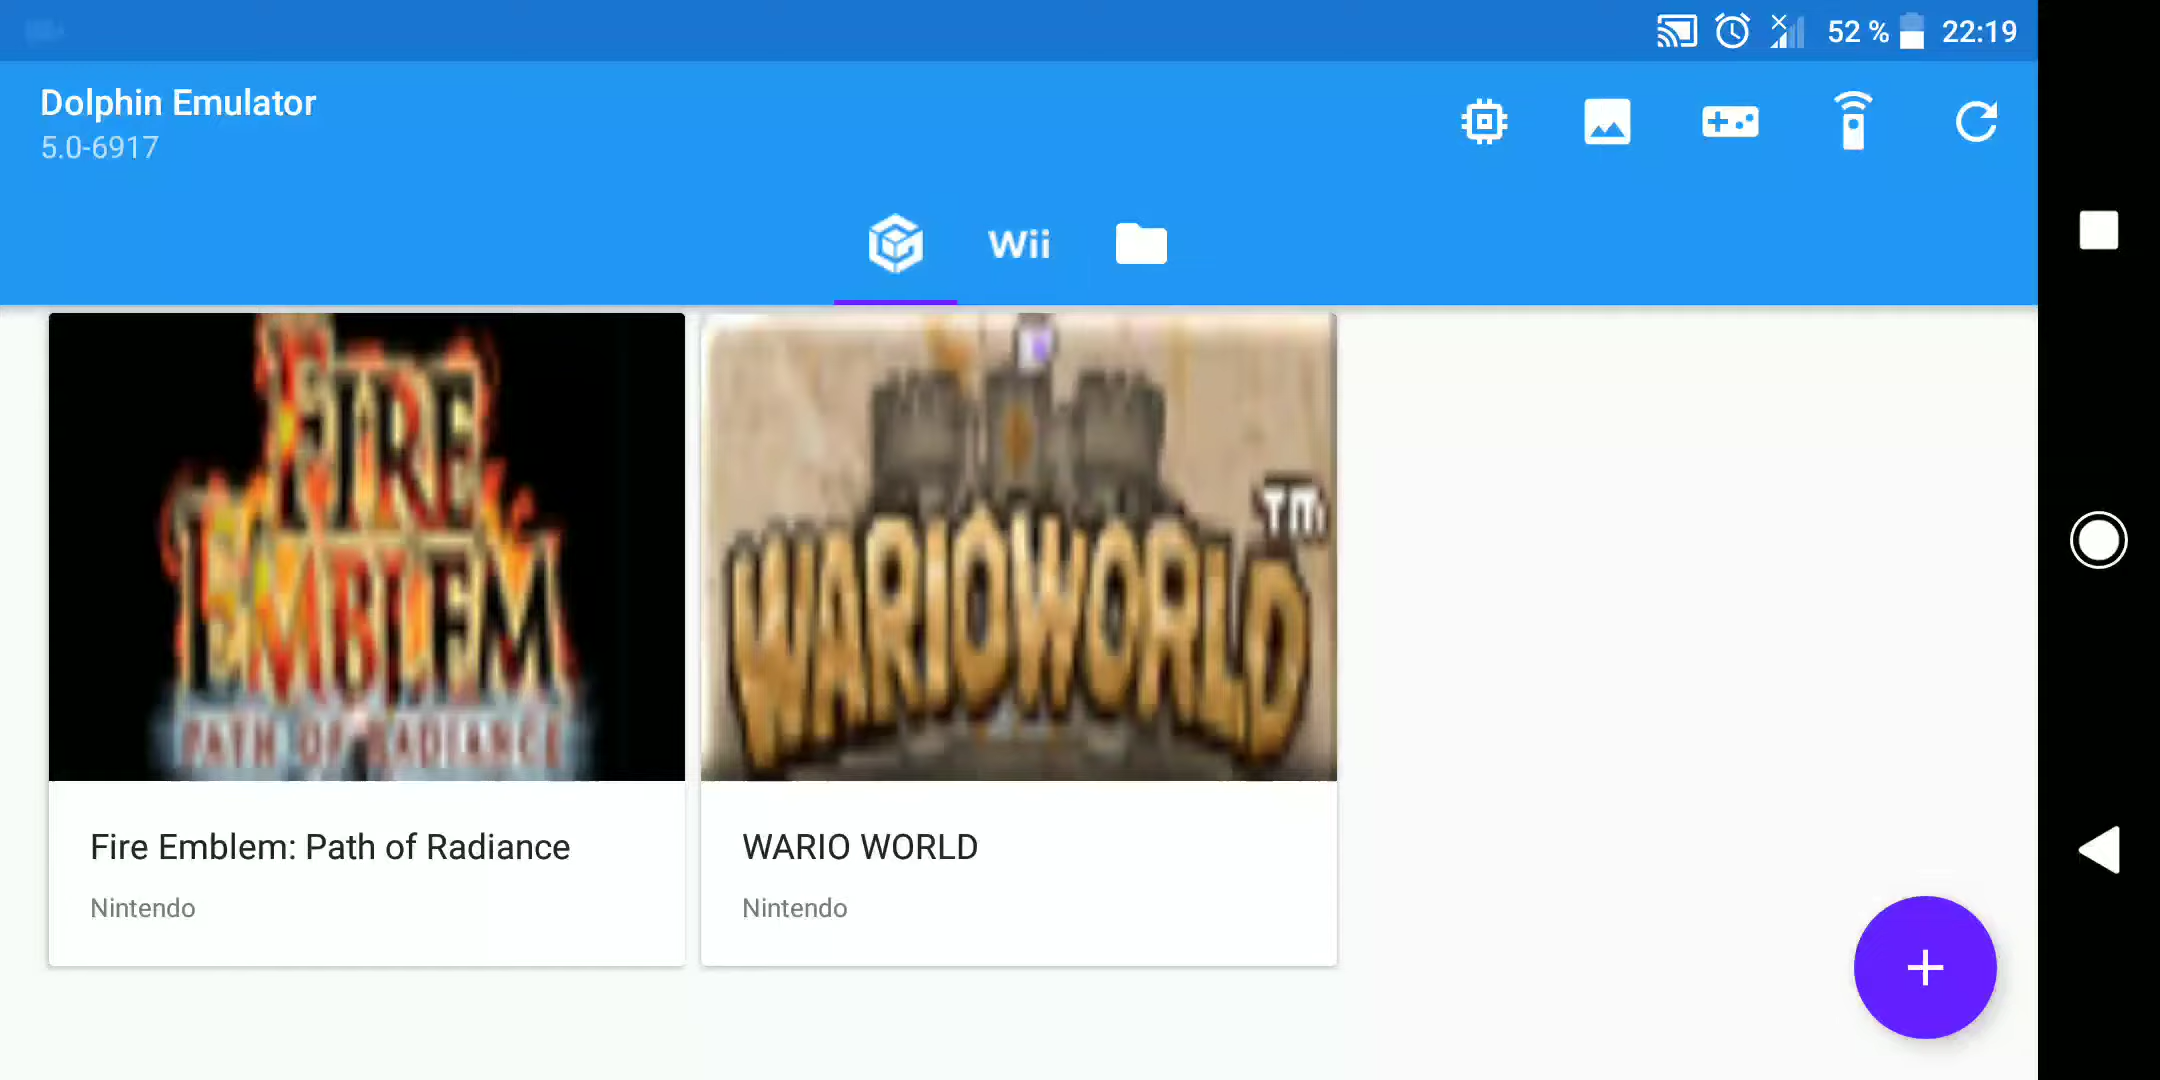 52 % 22:19
Dolphin Emulator
5.0-6917
Wii
FIRE
EMBLEM
PATH OF RADIANCE
TM
WARIOWORLD
Fire Emblem: Path of Radiance
WARIO WORLD
Nintendo
Nintendo